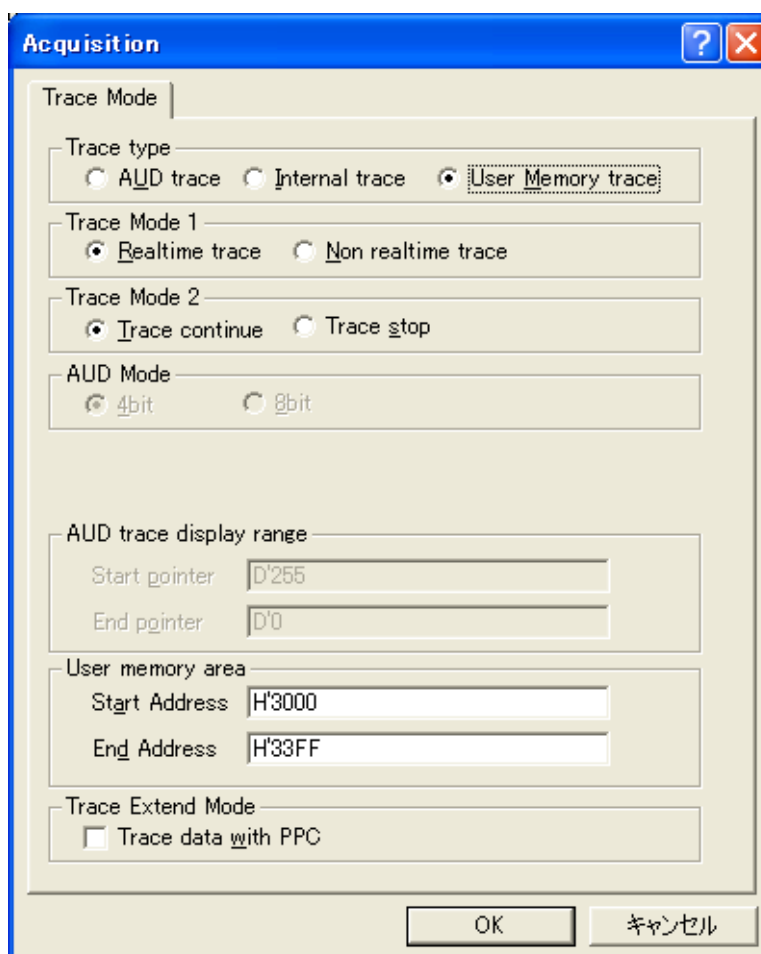 Acquisition
Trace Mode
Trace type
AUD trace Internal trace User Memory trace
Trace Mode 1
Realtime trace Non realtime trace
Trace Mode 2
Trace continue Trace stop
AUD Mode
4bit 8bit
AUD trace display range
Start pointer D'255
End pointer D'0
User memory area
Start Address H'3000
End Address H'33FF
Trace Extend Mode
Trace data with PPC
OK キャンセル